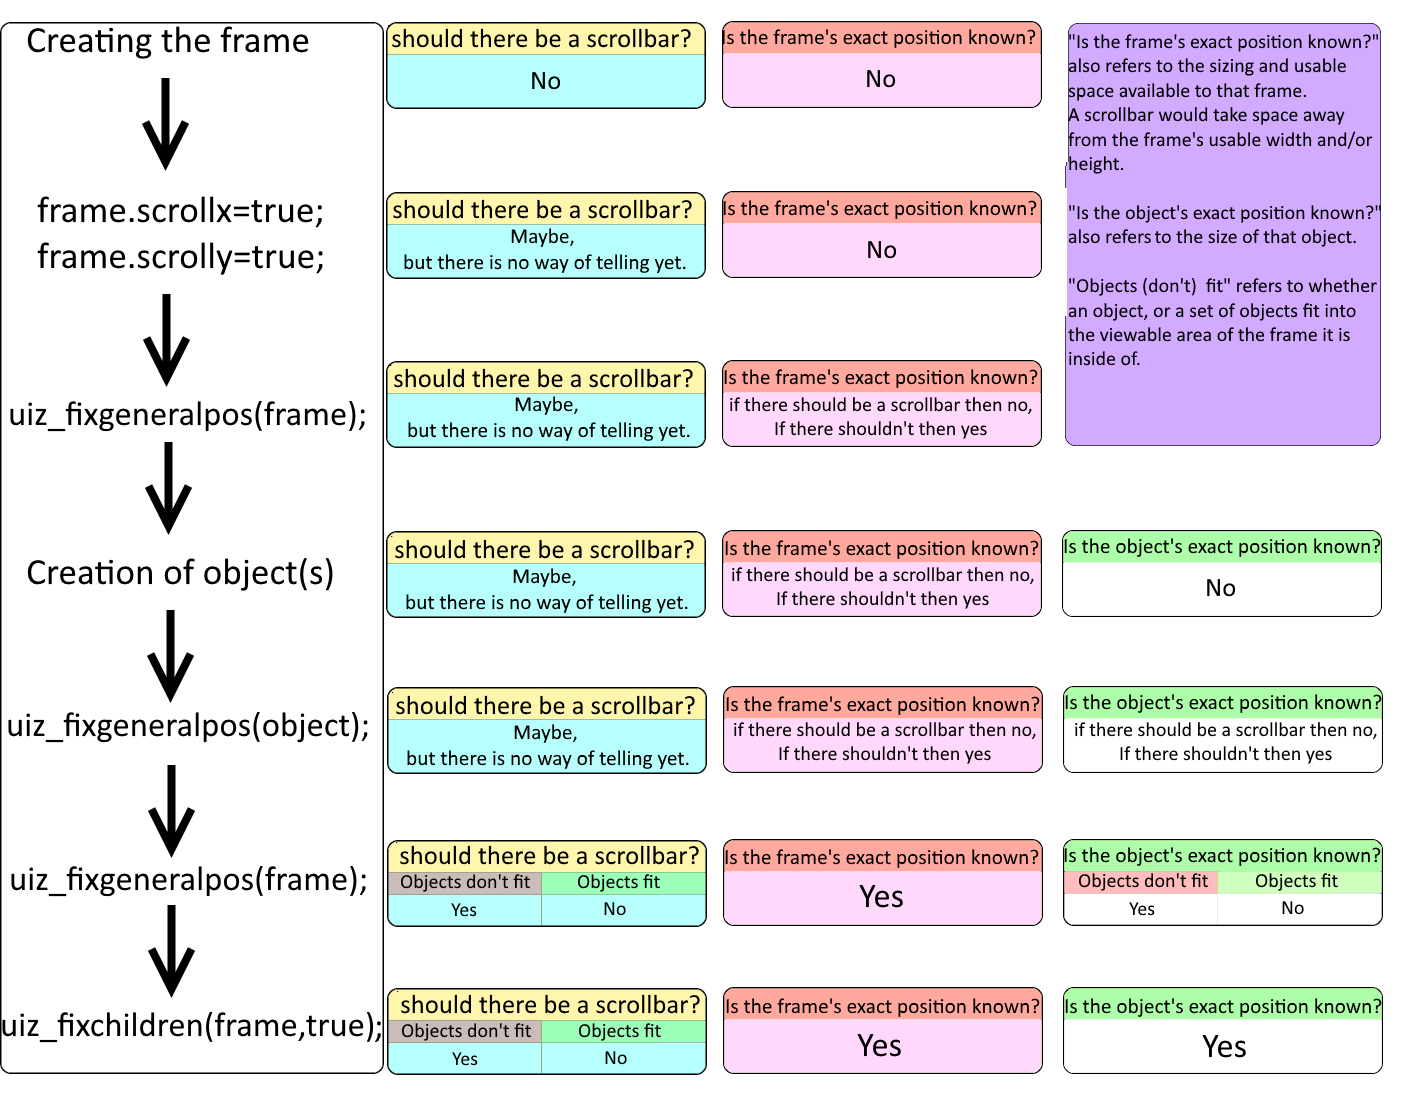 Creating the frame
should there be a scrollbar?
No
Is the frame's exact position known?
No
"Is the frame's exact position known?"
also refers to the sizing and usable
space available to that frame.
A scrollbar would take space away
from the frame's usable width and/or
height.
"Is the object's exact position known?"
also refers to the size of that object.
"Objects (don't)  fit" refers to whether
an object, or a set of objects fit into
the viewable area of the frame it is
inside of.
frame.scrollx=true;
frame.scrolly=true;
should there be a scrollbar?
Maybe,
but there is no way of telling yet.
Is the frame's exact position known?
No
uiz_fixgeneralpos(frame);
should there be a scrollbar?
Maybe,
but there is no way of telling yet.
Is the frame's exact position known?
if there should be a scrollbar then no,
If there shouldn't then yes
Creation of object(s)
should there be a scrollbar?
Maybe,
but there is no way of telling yet.
Is the frame's exact position known?
if there should be a scrollbar then no,
If there shouldn't then yes
Is the object's exact position known?
No
uiz_fixgeneralpos(object);
should there be a scrollbar?
Maybe,
but there is no way of telling yet.
Is the frame's exact position known?
if there should be a scrollbar then no,
If there shouldn't then yes
Is the object's exact position known?
if there should be a scrollbar then no,
If there shouldn't then yes
uiz_fixgeneralpos(frame);
should there be a scrollbar?
Objects don't fit Objects fit
Yes No
Is the frame's exact position known?
Yes
Is the object's exact position known?
Objects don't fit Objects fit
Yes No
uiz_fixchildren(frame,true);
should there be a scrollbar?
Objects don't fit Objects fit
Yes No
Is the frame's exact position known?
Yes
Is the object's exact position known?
Yes